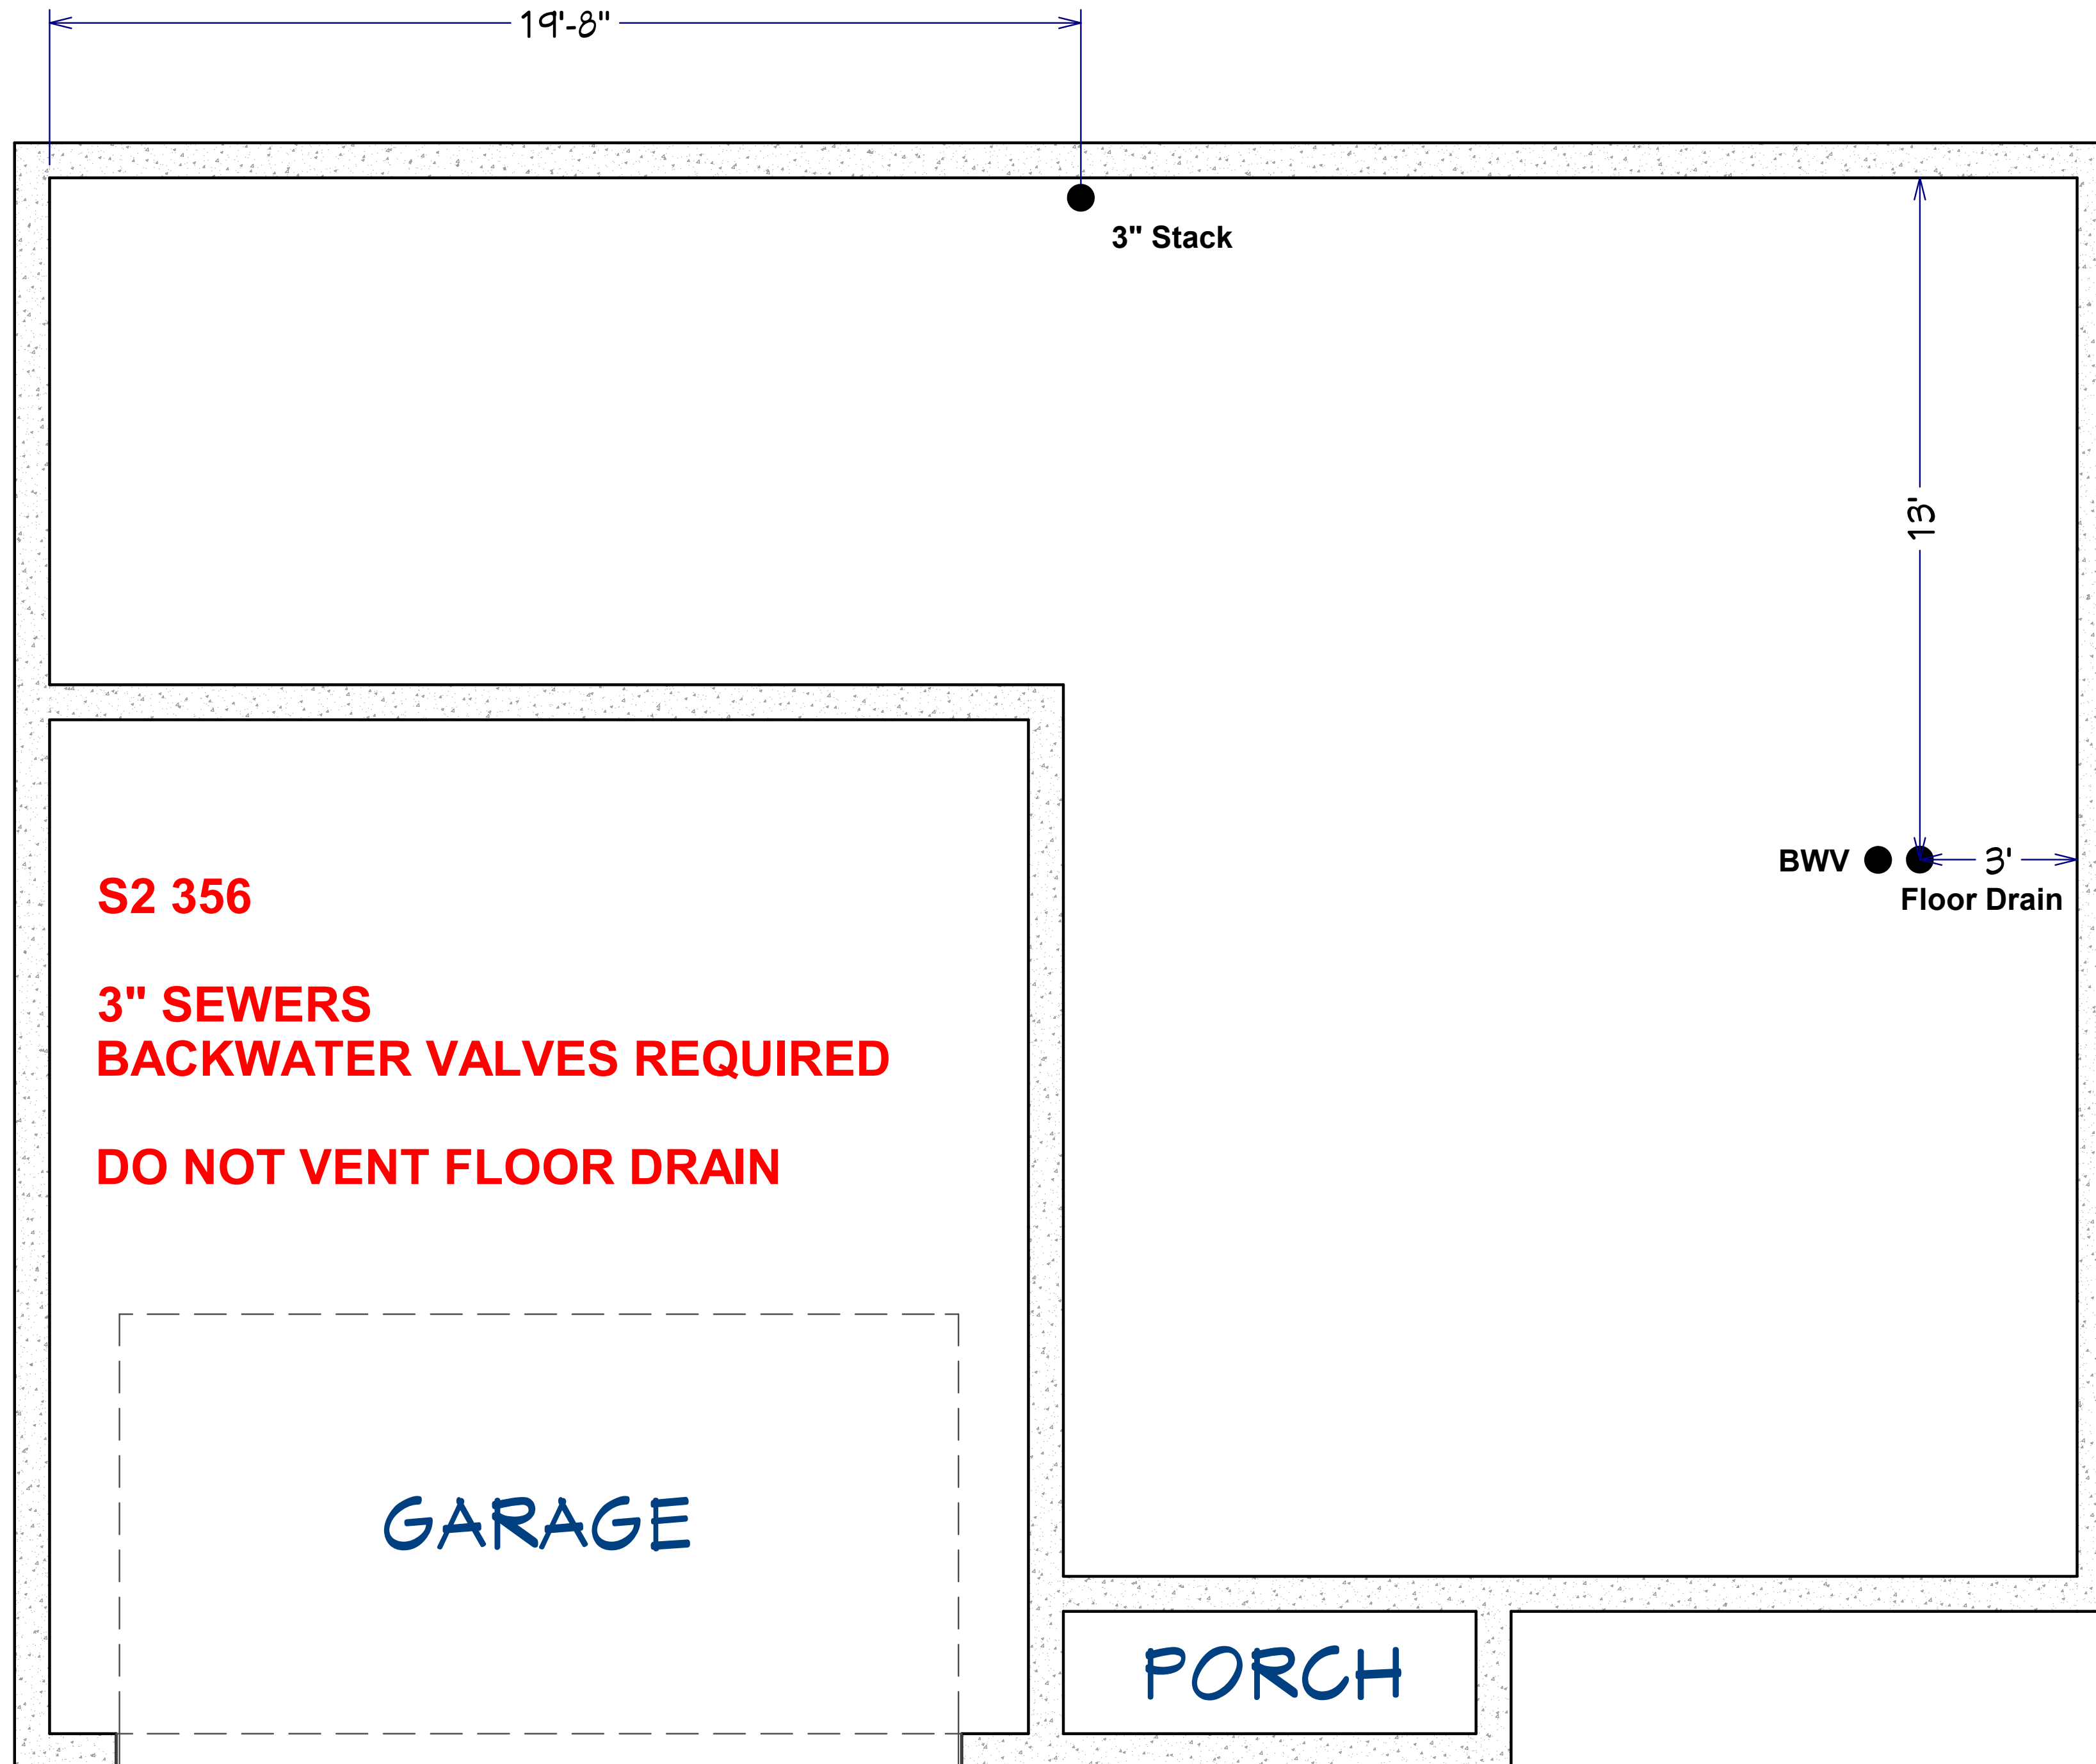 19'-8"
3" Stack
13'
BWV
3'
Floor Drain
S2 356
3" SEWERS
BACKWATER VALVES REQUIRED
DO NOT VENT FLOOR DRAIN
GARAGE
PORCH